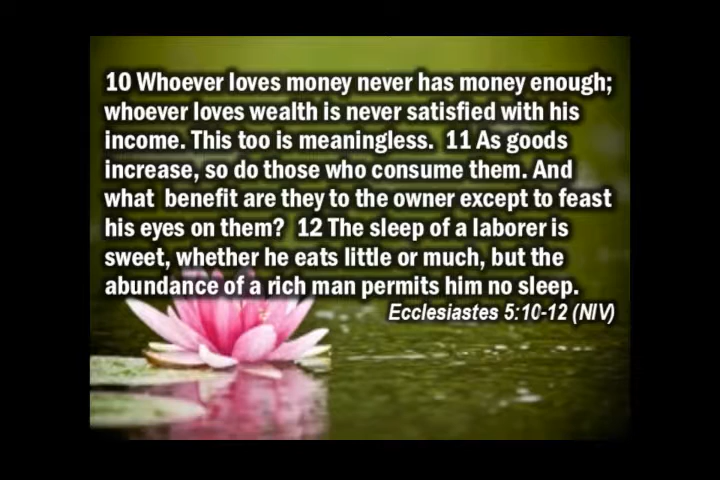 10 Whoever loves money never has money enough;
whoever loves wealth is never satisfied with his
income. This too is meaningless.  11 As goods
increase, so do those who consume them. And
what  benefit are they to the owner except to feast
his eyes on them?  12 The sleep of a laborer is
sweet, whether he eats little or much, but the
abundance of a rich man permits him no sleep.
Ecclesiastes 5:10-12 (NIV)